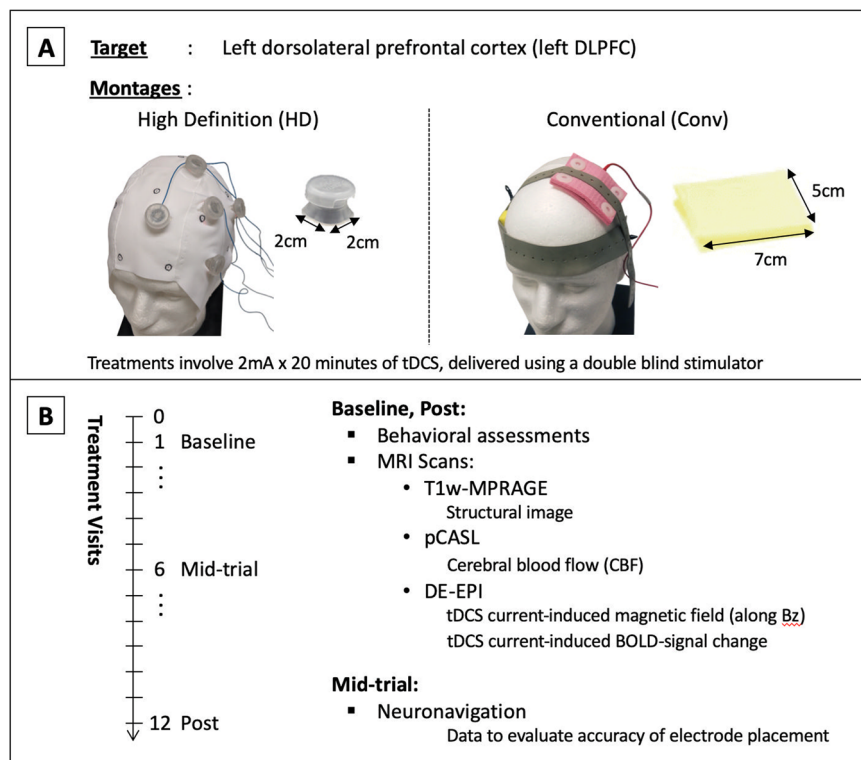 A
Target : Left dorsolateral prefrontal cortex (left DLPFC)
Montages :
High Definition (HD)
Conventional (Conv)
2cm
2cm
5cm
7cm
Treatments involve 2mA x 20 minutes of tDCS, delivered using a double blind stimulator
B
Treatment Visits
0
1 Baseline
6 Mid-trial
12 Post
Baseline, Post:
▪ Behavioral assessments
▪ MRI Scans:
• T1w-MPRAGE
Structural image
• pCASL
Cerebral blood flow (CBF)
• DE-EPI
tDCS current-induced magnetic field (along Bz)
tDCS current-induced BOLD-signal change
Mid-trial:
▪ Neuronavigation
Data to evaluate accuracy of electrode placement